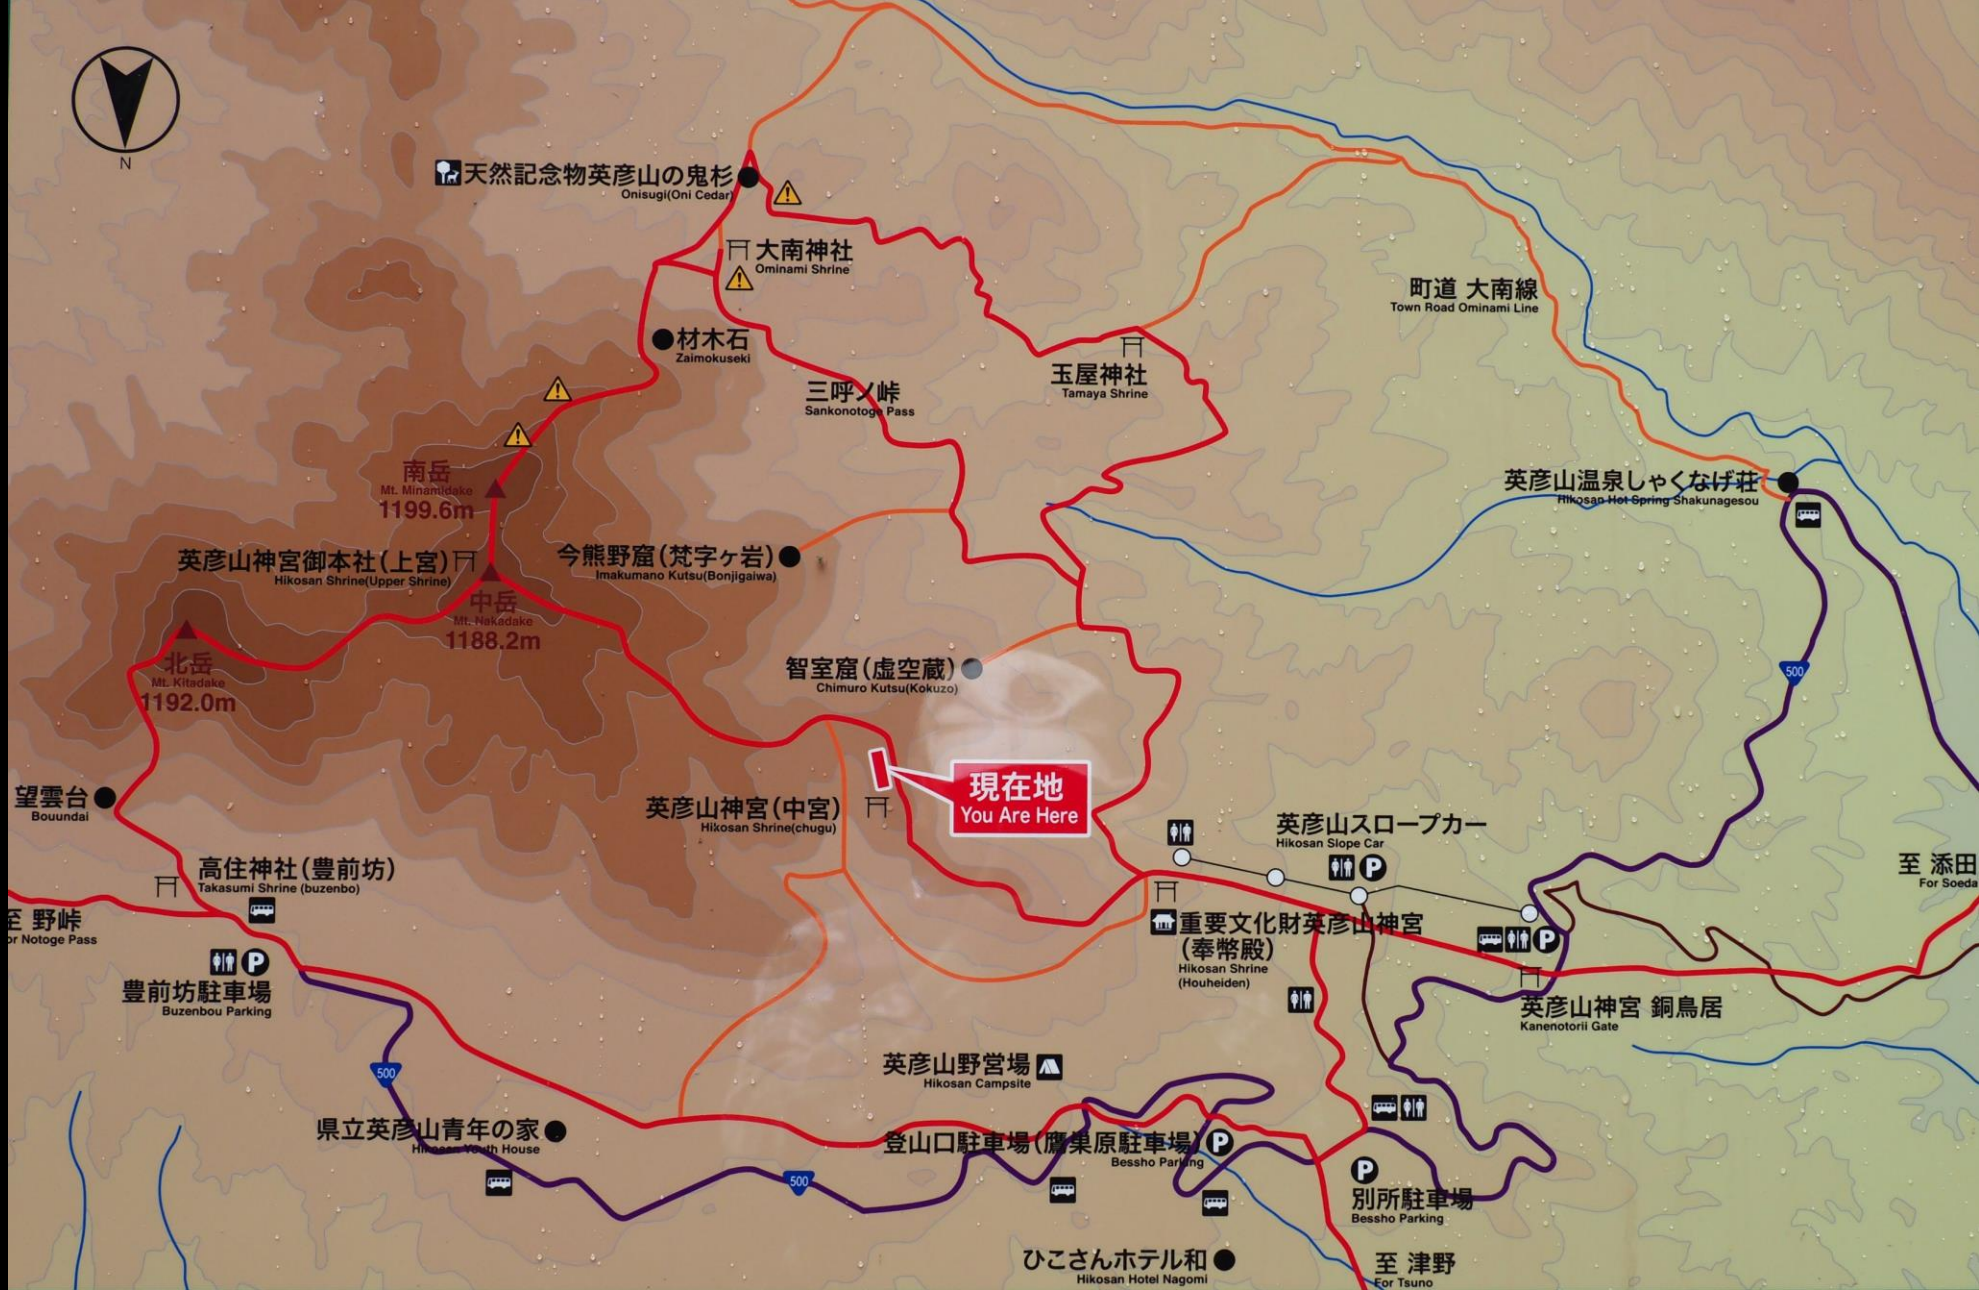 N
天然記念物英彦山の鬼杉
Onisugi(Oni Cedar)
大南神社
Ominami Shrine
町道 大南線
Town Road Ominami Line
材木石
Zaimokuseki
三呼ノ峠
Sankonotoge Pass
玉屋神社
Tamaya Shrine
南岳
Mt. Minamidake
1199.6m
英彦山温泉しゃくなげ荘
Hikosan Hot Spring Shakunagesou
英彦山神宮御本社(上宮)
Hikosan Shrine(Upper Shrine)
今熊野窟(梵字ヶ岩)
Imakumano Kutsu(Bonjigaiwa)
中岳
Mt. Nakadake
1188.2m
北岳
Mt. Kitadake
1192.0m
智室窟(虚空蔵)
Chimuro Kutsu(Kokuzo)
500
望雲台
Bouundai
英彦山神宮(中宮)
Hikosan Shrine(chugu)
現在地
You Are Here
英彦山スロープカー
Hikosan Slope Car
P
至 添田
For Soeda
高住神社(豊前坊)
Takasumi Shrine (buzenbo)
至 野峠
or Notoge Pass
重要文化財英彦山神宮
(奉幣殿)
Hikosan Shrine
(Houheiden)
P
P
豊前坊駐車場
Buzenbou Parking
英彦山神宮 銅鳥居
Kanenotorii Gate
500
英彦山野営場
Hikosan Campsite
県立英彦山青年の家
Hikosan Youth House
登山口駐車場(鷹巣原駐車場)
P
Bessho Parking
500
P
別所駐車場
Bessho Parking
ひこさんホテル和
Hikosan Hotel Nagomi
至 津野
For Tsuno